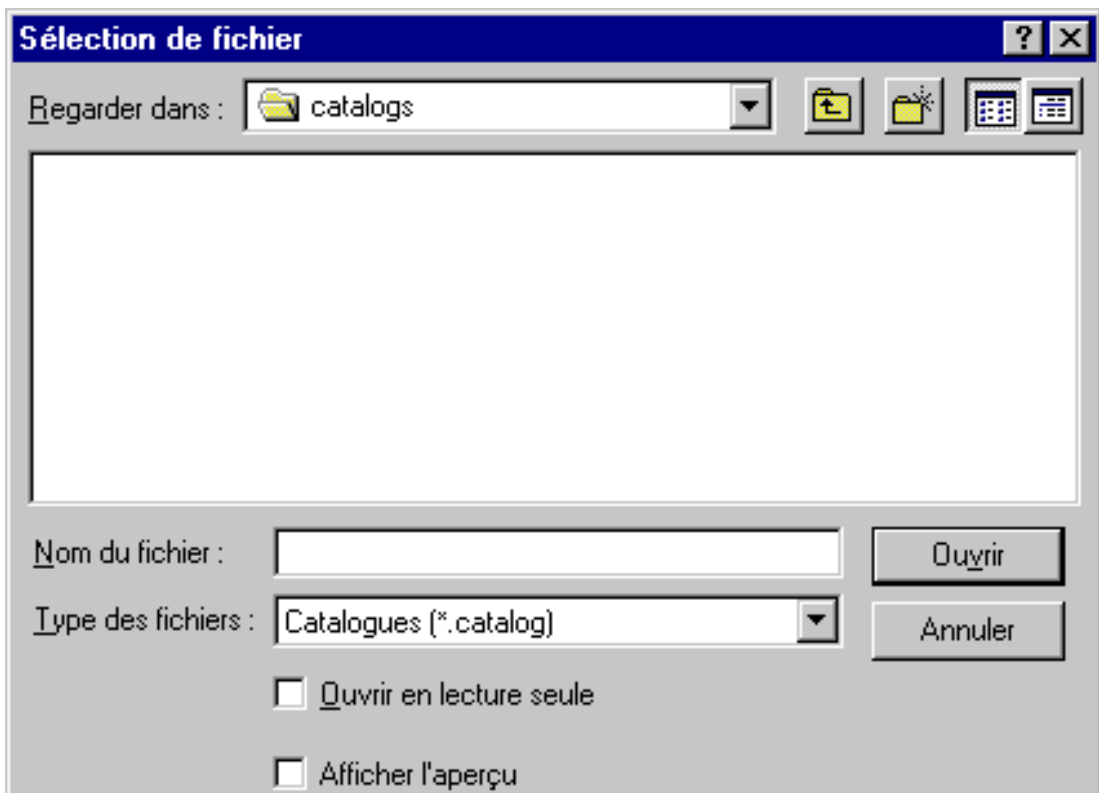 Sélection de fichier
Regarder dans : catalogs
Nom du fichier :
Ouvrir
Type des fichiers : Catalogues (*.catalog)
Annuler
Ouvrir en lecture seule
Afficher l'aperçu